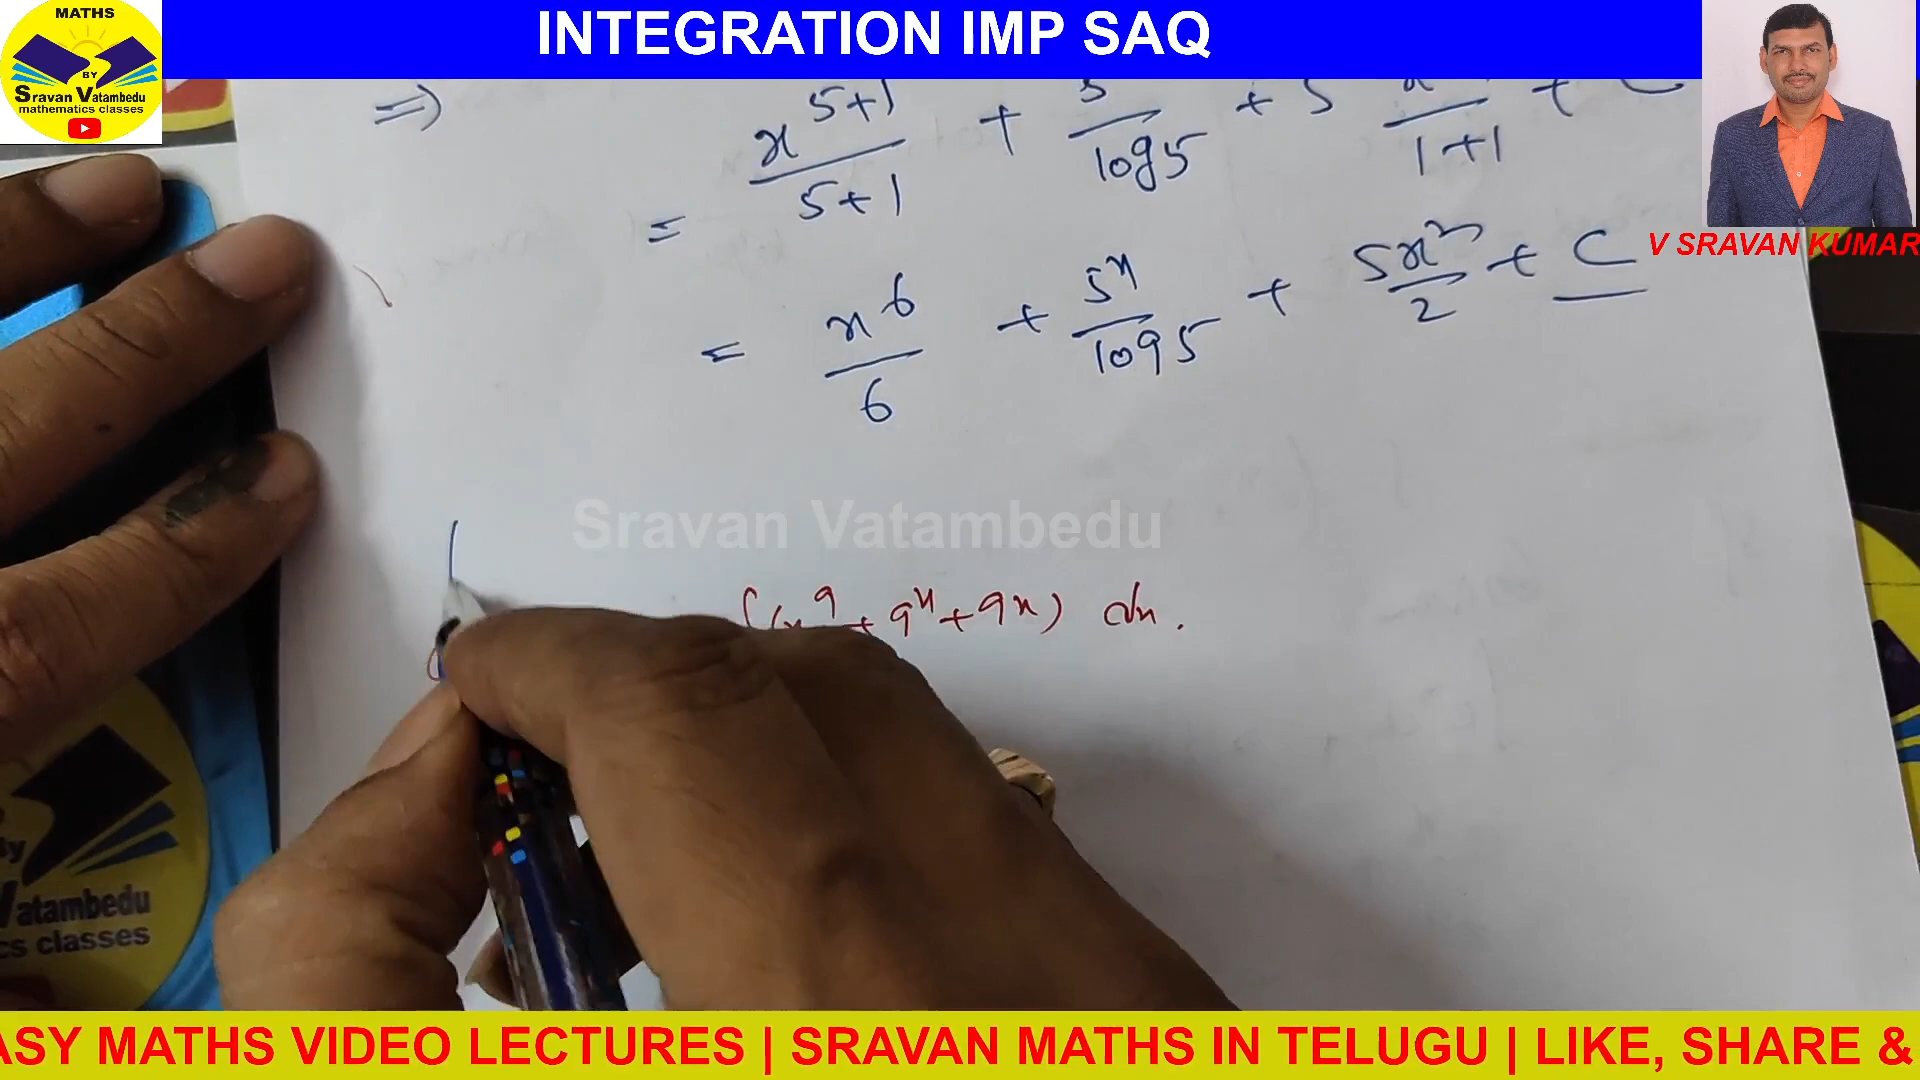 MATHS
BY
Sravan Vatambedu
mathematics classes
INTEGRATION IMP SAQ
V SRAVAN KUMAR
=> x^(5+1)/(5+1) + 5/log5 + 5 /(1+1) +
=
= x^6/6 + 5^x/log5 + 5x^2/2 + C
Sravan Vatambedu
∫(x^9 + 9^x + 9x) dx.
By
Vatambedu
cs classes
ASY MATHS VIDEO LECTURES | SRAVAN MATHS IN TELUGU | LIKE, SHARE &